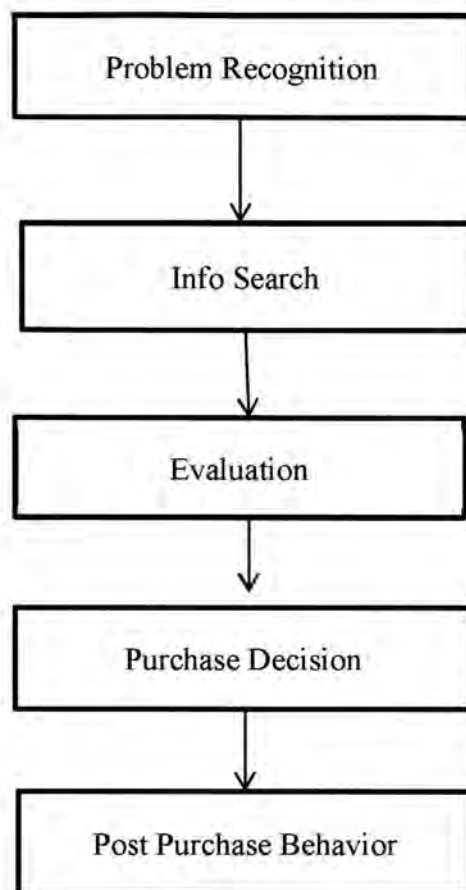 Problem Recognition
Info Search
Evaluation
Purchase Decision
Post Purchase Behavior